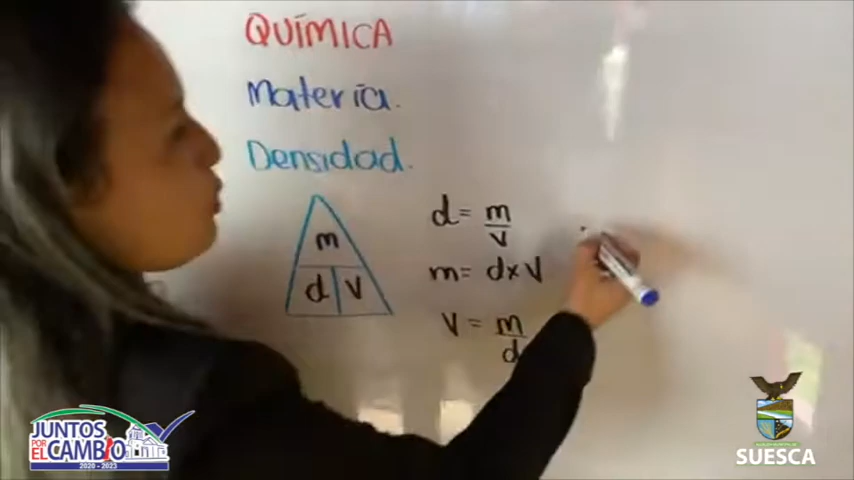 QUÍMICA
Materia.
Densidad.
m
d V
d = m/v
m = d x V
V = m/d
JUNTOS
POR EL CAMBIO
2020 - 2023
SUESCA